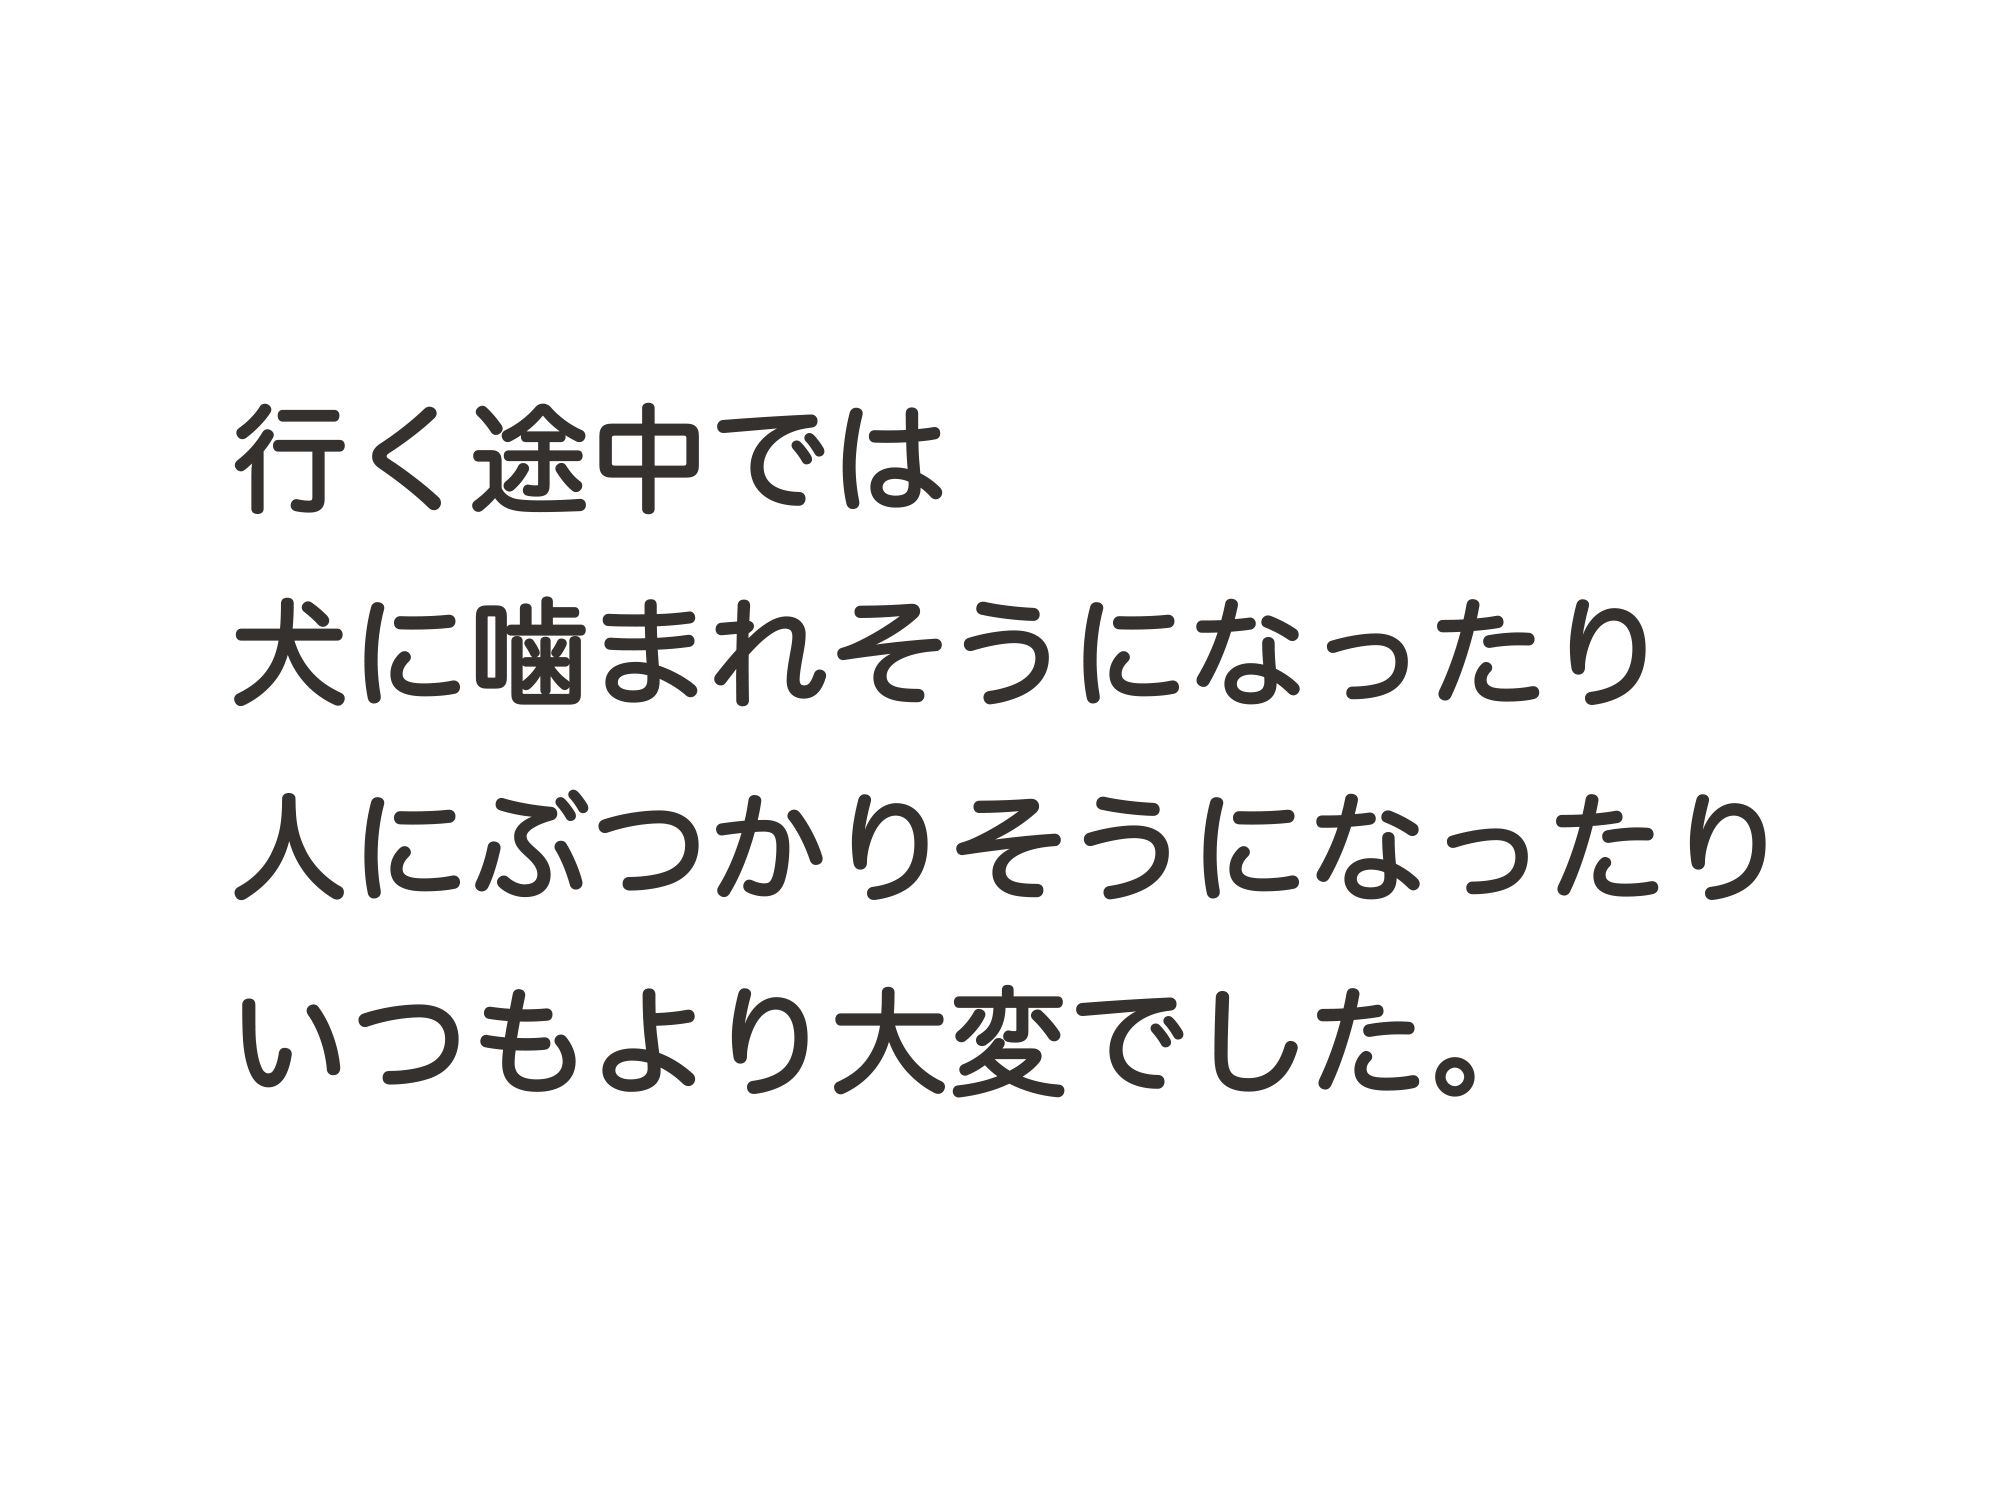 行く途中では
犬に噛まれそうになったり
人にぶつかりそうになったり
いつもより大変でした。